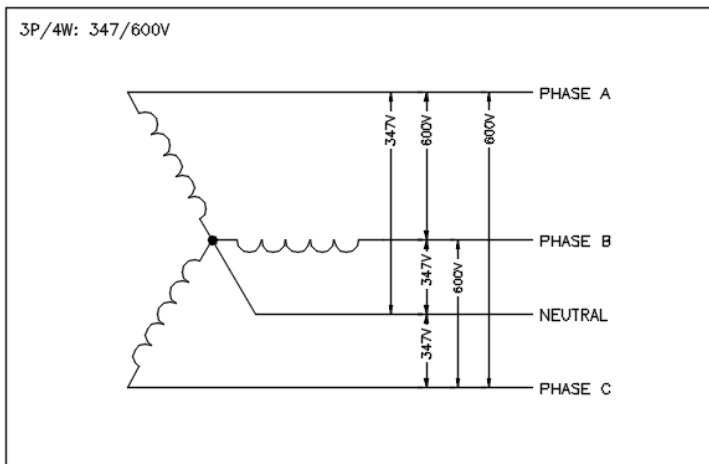 3P/4W: 347/600V
PHASE A
347V
600V
600V
PHASE B
347V
600V
NEUTRAL
347V
PHASE C